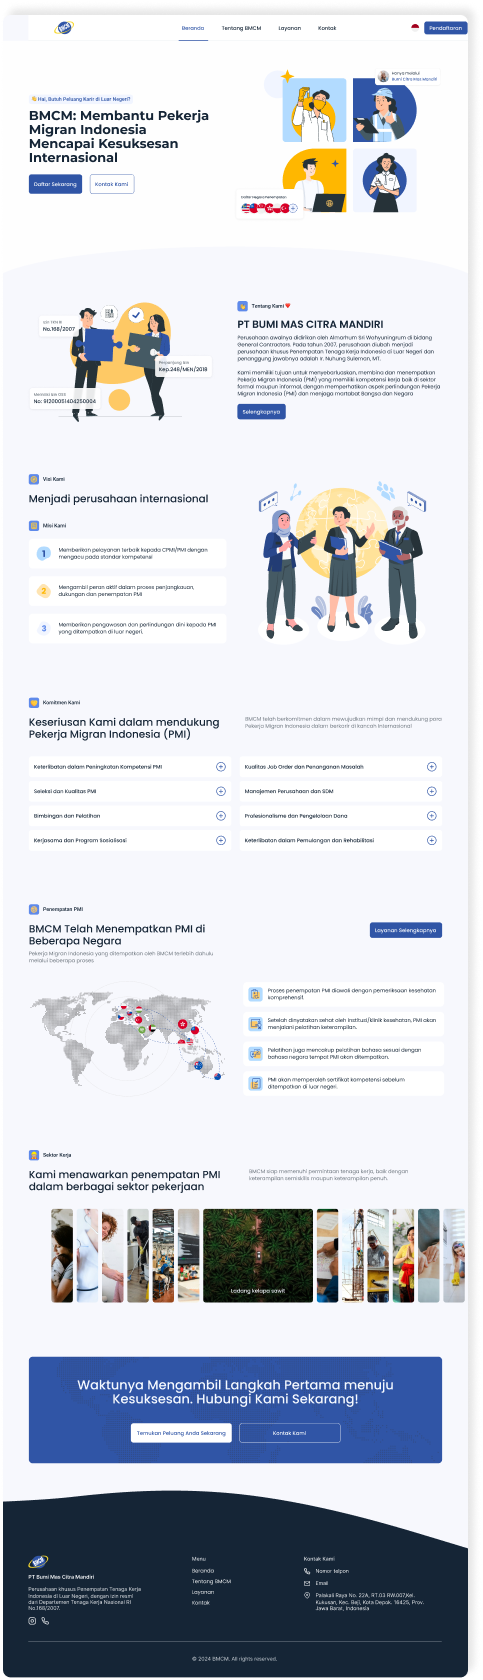 BMCM
Beranda
Tentang BMCM
Layanan
Kontak
Pendaftaran
Hai, Butuh Peluang Karir di Luar Negeri?
BMCM: Membantu Pekerja
Migran Indonesia
Mencapai Kesuksesan
Internasional
Daftar Sekarang
Kontak Kami
Hanya melalui
Bumi Citra Mas Mandiri
Daftar Negara Penempatan
No.168/2007
Perpanjang Izin
Kep.248/MEN/2018
No: 91200051404250004
Tentang Kami
PT BUMI MAS CITRA MANDIRI
Perusahaan awalnya didirikan oleh Almarhum Sri Wahyuningrum di bidang
General Contractors. Pada tahun 2007, perusahaan diubah menjadi
perusahaan khusus Penempatan Tenaga Kerja Indonesia di Luar Negeri dan
penanggung jawabnya adalah Ir. Nuhung Suleman, MT.
Kami memiliki tujuan untuk menyebarluaskan, membina dan menempatkan
Pekerja Migran Indonesia (PMI) yang memiliki kompetensi kerja baik di sektor
formal maupun informal, dengan memperhatikan aspek perlindungan Pekerja
Migran Indonesia (PMI) dan menjaga martabat Bangsa dan Negara
Selengkapnya
Visi Kami
Menjadi perusahaan internasional
Misi Kami
1
Memberikan pelayanan terbaik kepada CPMI/PMI dengan
mengacu pada standar kompetensi
2
Mengambil peran aktif dalam proses penjangkauan,
dukungan dan penempatan PMI
3
Memberikan pengawasan dan perlindungan dini kepada PMI
yang ditempatkan di luar negeri.
Komitmen Kami
Keseriusan Kami dalam mendukung
Pekerja Migran Indonesia (PMI)
BMCM telah berkomitmen dalam mewujudkan mimpi dan mendukung para
Pekerja Migran Indonesia dalam berkarir di kancah Internasional
Keterlibatan dalam Peningkatan Kompetensi PMI
Kualitas Job Order dan Penanganan Masalah
Seleksi dan Kualitas PMI
Manajemen Perusahaan dan SDM
Bimbingan dan Pelatihan
Profesionalisme dan Pengelolaan Dana
Kerjasama dan Program Sosialisasi
Keterlibatan dalam Pemulangan dan Rehabilitasi
Penempatan PMI
BMCM Telah Menempatkan PMI di
Beberapa Negara
Layanan Selengkapnya
Pekerja Migran Indonesia yang ditempatkan oleh BMCM terlebih dahulu
melalui beberapa proses
Proses penempatan PMI diawali dengan pemeriksaan kesehatan
komprehensif.
Setelah dinyatakan sehat oleh institusi/klinik kesehatan, PMI akan
menjalani pelatihan keterampilan.
Pelatihan juga mencakup pelatihan bahasa sesuai dengan
bahasa negara tempat PMI akan ditempatkan.
PMI akan memperoleh sertifikat kompetensi sebelum
ditempatkan di luar negeri.
Sektor Kerja
Kami menawarkan penempatan PMI
dalam berbagai sektor pekerjaan
BMCM siap memenuhi permintaan tenaga kerja, baik dengan
keterampilan semiskills maupun keterampilan penuh.
Ladang kelapa sawit
Waktunya Mengambil Langkah Pertama menuju
Kesuksesan. Hubungi Kami Sekarang!
Temukan Peluang Anda Sekarang
Kontak Kami
BMCM
PT Bumi Mas Citra Mandiri
Perusahaan khusus Penempatan Tenaga Kerja
Indonesia di Luar Negeri, dengan izin resmi
dari Departemen Tenaga Kerja Nasional RI
No.168/2007.
Menu
Beranda
Tentang BMCM
Layanan
Kontak
Kontak Kami
Nomor telpon
Email
Palakali Raya No. 22A, RT.03 RW.007,Kel.
Kukusan, Kec. Beji, Kota Depok. 16425, Prov.
Jawa Barat, Indonesia
© 2024 BMCM. All rights reserved.